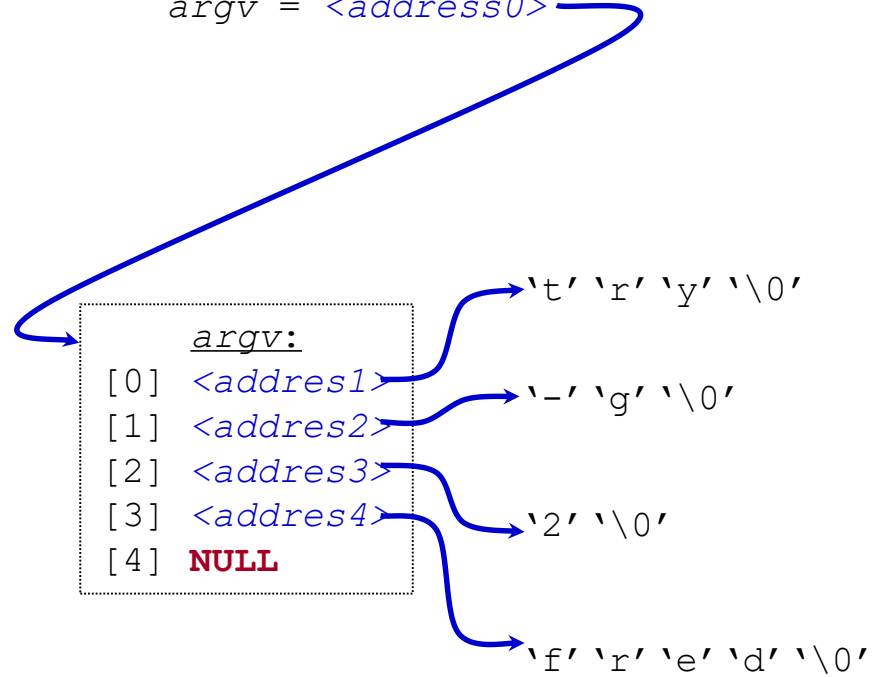 argv = <address0>
‘t’ ‘r’ ‘y’ ‘\0’
argv:
[0] <addres1>
[1] <addres2>
[2] <addres3>
[3] <addres4>
[4] NULL
‘-’ ‘g’ ‘\0’
‘2’ ‘\0’
‘f’ ‘r’ ‘e’ ‘d’ ‘\0’